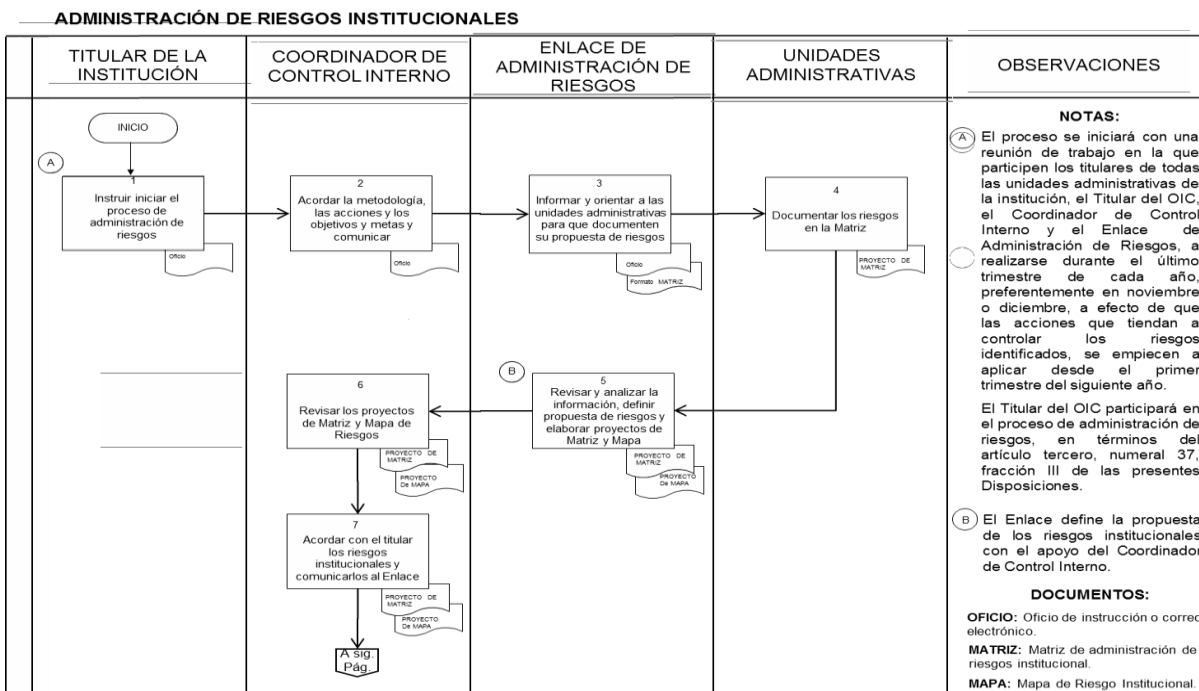 ADMINISTRACIÓN DE RIESGOS INSTITUCIONALES
TITULAR DE LA
INSTITUCIÓN
COORDINADOR DE
CONTROL INTERNO
ENLACE DE
ADMINISTRACIÓN DE
RIESGOS
UNIDADES
ADMINISTRATIVAS
OBSERVACIONES
INICIO
A
1
Instruir iniciar el
proceso de
administración de
riesgos
Oficio
2
Acordar la metodología,
las acciones y los
objetivos y metas y
comunicar
Oficio
3
Informar y orientar a las
unidades administrativas
para que documenten
su propuesta de riesgos
Oficio
Formato MATRIZ
4
Documentar los riesgos
en la Matriz
PROYECTO DE
MATRIZ
B
5
Revisar y analizar la
información, definir
propuesta de riesgos y
elaborar proyectos de
Matriz y Mapa
PROYECTO DE
MATRIZ
PROYECTO
De MAPA
6
Revisar los proyectos
de Matriz y Mapa de
Riesgos
PROYECTO DE
MATRIZ
PROYECTO
De MAPA
7
Acordar con el titular
los riesgos
institucionales y
comunicarlos al Enlace
PROYECTO DE
MATRIZ
PROYECTO
De MAPA
A sig.
Pág.
NOTAS:
A El proceso se iniciará con una
reunión de trabajo en la que
participen los titulares de todas
las unidades administrativas de
la institución, el Titular del OIC,
el Coordinador de Control
Interno y el Enlace de
Administración de Riesgos, a
realizarse durante el último
trimestre de cada año,
preferentemente en noviembre
o diciembre, a efecto de que
las acciones que tiendan a
controlar los riesgos
identificados, se empiecen a
aplicar desde el primer
trimestre del siguiente año.
El Titular del OIC participará en
el proceso de administración de
riesgos, en términos del
artículo tercero, numeral 37,
fracción III de las presentes
Disposiciones.
B El Enlace define la propuesta
de los riesgos institucionales
con el apoyo del Coordinador
de Control Interno.
DOCUMENTOS:
OFICIO: Oficio de instrucción o correo
electrónico.
MATRIZ: Matriz de administración de
riesgos institucional.
MAPA: Mapa de Riesgo Institucional.